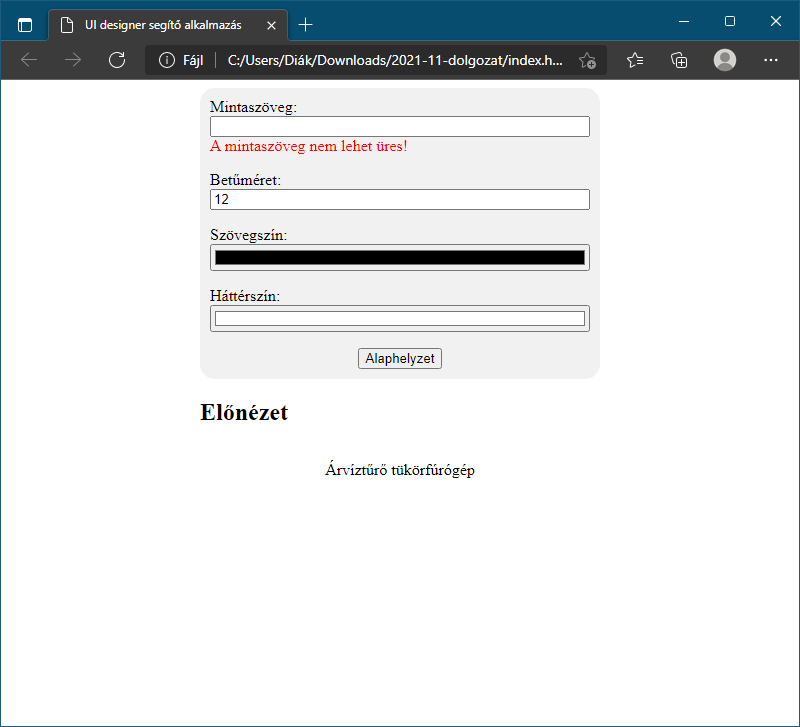 UI designer segítő alkalmazás
Fájl C:/Users/Diák/Downloads/2021-11-dolgozat/index.h...
Mintaszöveg:
A mintaszöveg nem lehet üres!
Betűméret:
12
Szövegszín:
Háttérszín:
Alaphelyzet
Előnézet
Árvíztűrő tükörfúrógép